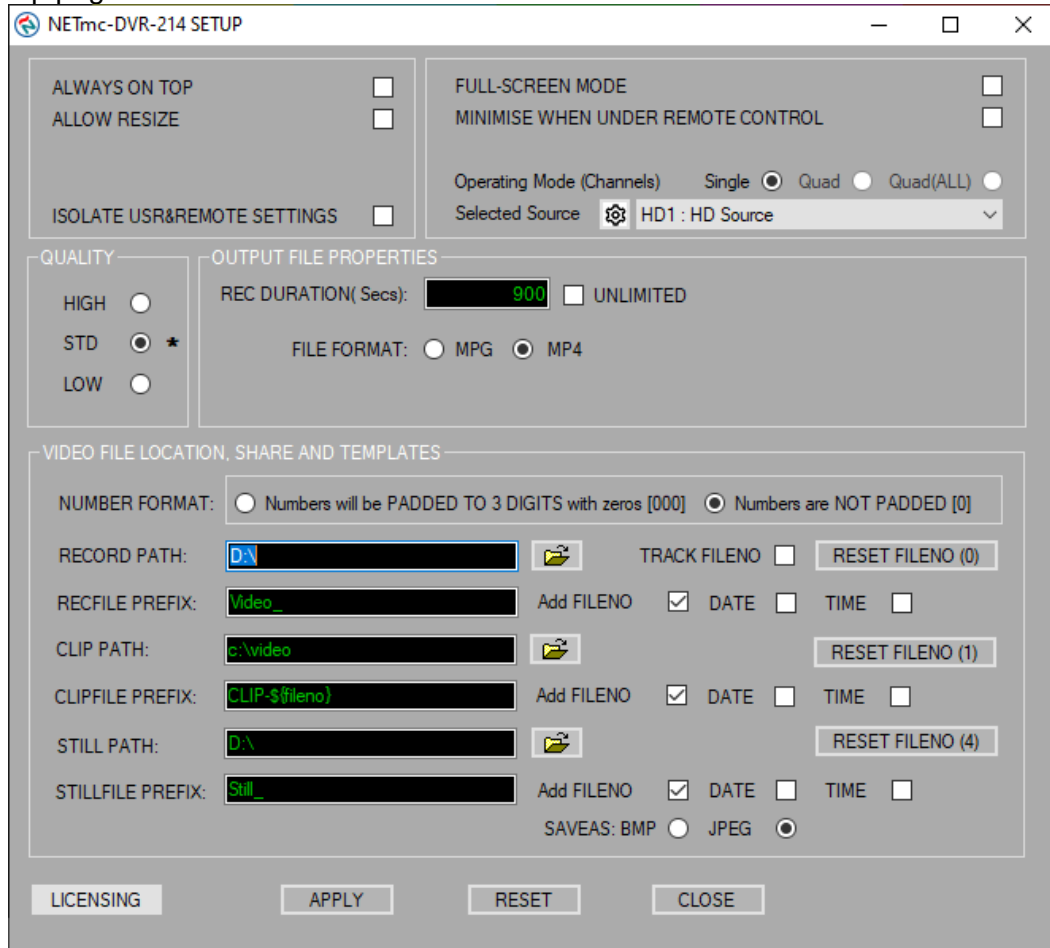 NETmc-DVR-214 SETUP
ALWAYS ON TOP
ALLOW RESIZE
ISOLATE USR&REMOTE SETTINGS
FULL-SCREEN MODE
MINIMISE WHEN UNDER REMOTE CONTROL
Operating Mode (Channels) Single Quad Quad(ALL)
Selected Source HD1 : HD Source
QUALITY
HIGH
STD *
LOW
OUTPUT FILE PROPERTIES
REC DURATION( Secs): 900 UNLIMITED
FILE FORMAT: MPG MP4
VIDEO FILE LOCATION, SHARE AND TEMPLATES
NUMBER FORMAT: Numbers will be PADDED TO 3 DIGITS with zeros [000] Numbers are NOT PADDED [0]
RECORD PATH: D:\ TRACK FILENO RESET FILENO (0)
RECFILE PREFIX: Video_ Add FILENO DATE TIME
CLIP PATH: c:\video RESET FILENO (1)
CLIPFILE PREFIX: CLIP-${fileno} Add FILENO DATE TIME
STILL PATH: D:\ RESET FILENO (4)
STILLFILE PREFIX: Still_ Add FILENO DATE TIME
SAVEAS: BMP JPEG
LICENSING APPLY RESET CLOSE